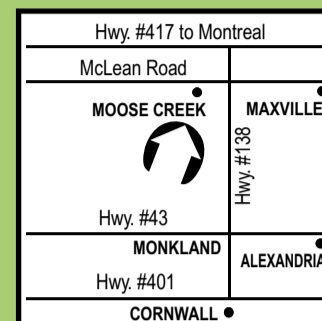 Hwy. #417 to Montreal
McLean Road
MOOSE CREEK
MAXVILLE
Hwy. #138
Hwy. #43
MONKLAND
ALEXANDRIA
Hwy. #401
CORNWALL